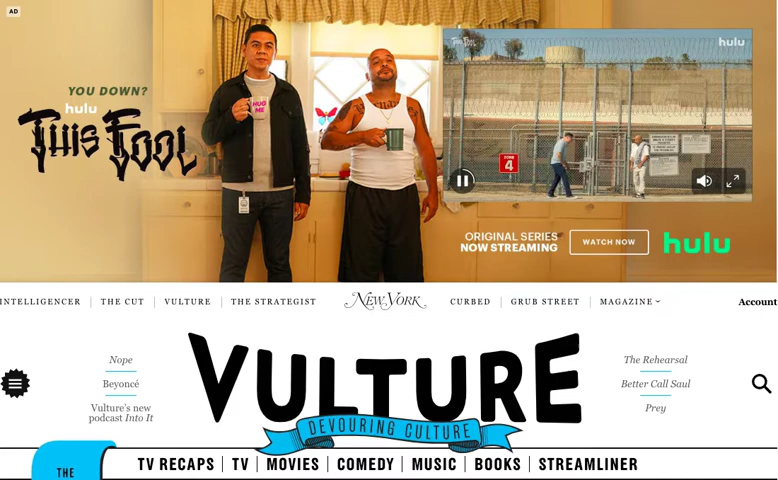 AD
YOU DOWN?
hulu
THIS FOOL
HUG ME
THIS FOOL
hulu
ZONE 4
ORIGINAL SERIES
NOW STREAMING
WATCH NOW
hulu
INTELLIGENCER | THE CUT | VULTURE | THE STRATEGIST
NEW YORK
CURBED | GRUB STREET | MAGAZINE
Account
Nope
Beyoncé
Vulture's new
podcast Into It
VULTURE
DEVOURING CULTURE
The Rehearsal
Better Call Saul
Prey
THE
TV RECAPS | TV | MOVIES | COMEDY | MUSIC | BOOKS | STREAMLINER